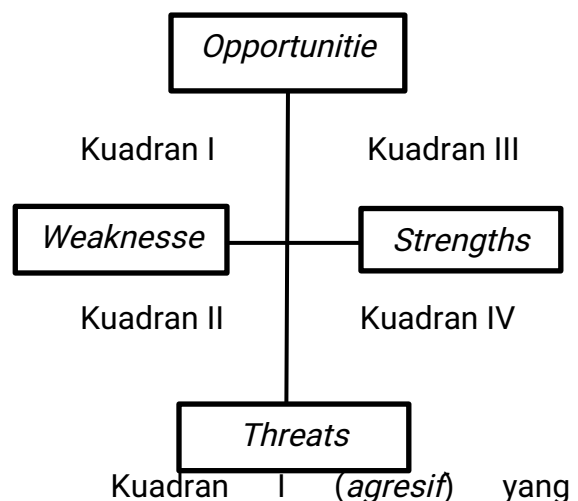 Opportunitie
Kuadran I Kuadran III
Weaknesse Strengths
Kuadran II Kuadran IV
Threats
Kuadran I (agresif) yang